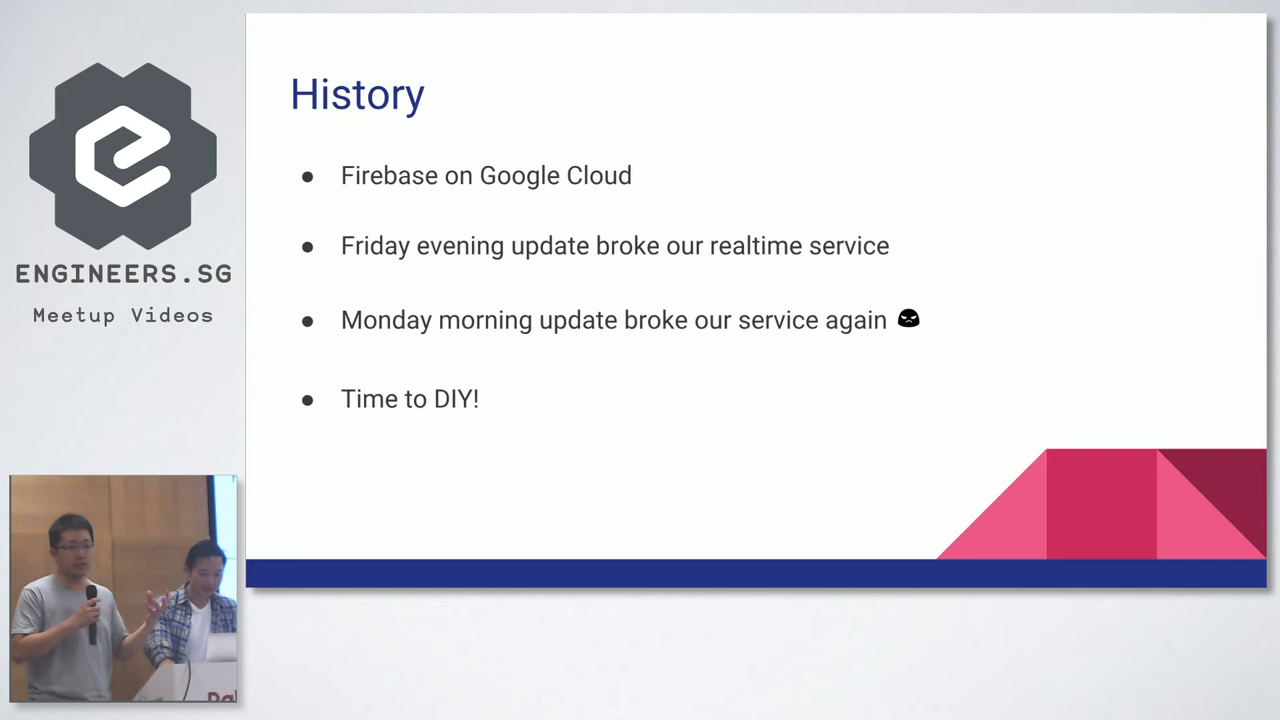 ENGINEERS.SG
Meetup Videos
History
Firebase on Google Cloud
Friday evening update broke our realtime service
Monday morning update broke our service again
Time to DIY!